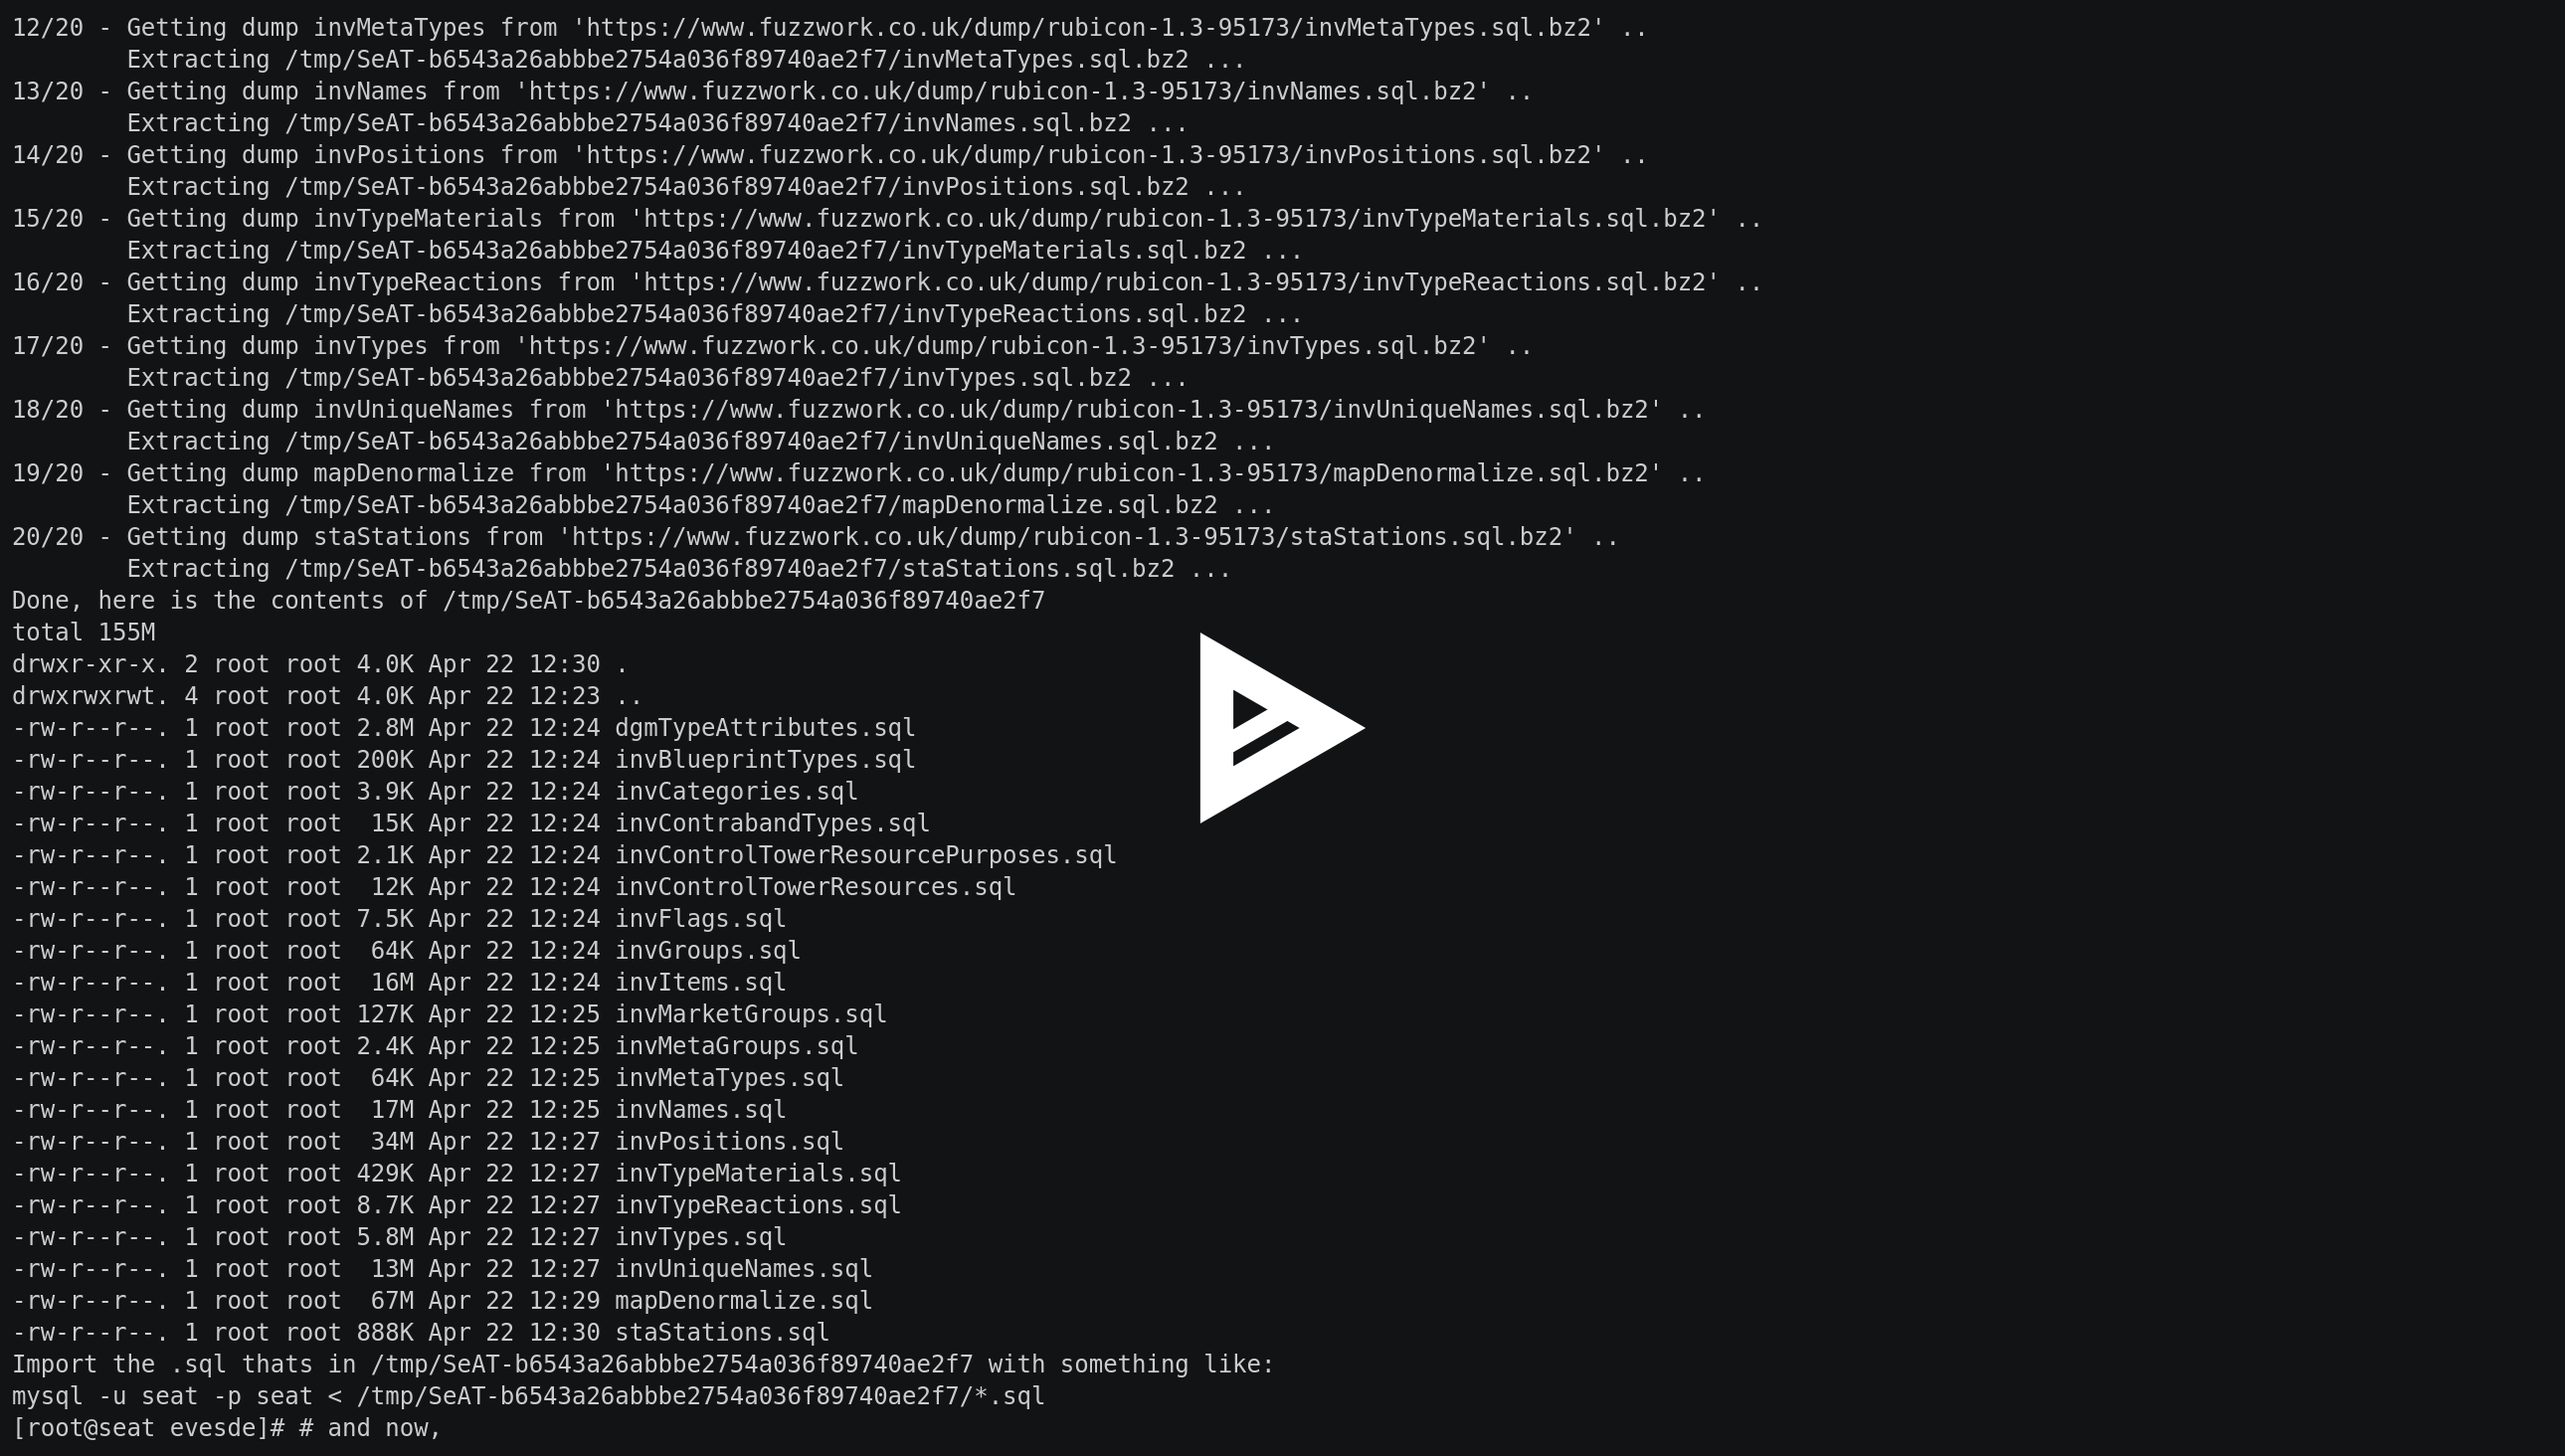 12/20 - Getting dump invMetaTypes from 'https://www.fuzzwork.co.uk/dump/rubicon-1.3-95173/invMetaTypes.sql.bz2' ..
        Extracting /tmp/SeAT-b6543a26abbbe2754a036f89740ae2f7/invMetaTypes.sql.bz2 ...
13/20 - Getting dump invNames from 'https://www.fuzzwork.co.uk/dump/rubicon-1.3-95173/invNames.sql.bz2' ..
        Extracting /tmp/SeAT-b6543a26abbbe2754a036f89740ae2f7/invNames.sql.bz2 ...
14/20 - Getting dump invPositions from 'https://www.fuzzwork.co.uk/dump/rubicon-1.3-95173/invPositions.sql.bz2' ..
        Extracting /tmp/SeAT-b6543a26abbbe2754a036f89740ae2f7/invPositions.sql.bz2 ...
15/20 - Getting dump invTypeMaterials from 'https://www.fuzzwork.co.uk/dump/rubicon-1.3-95173/invTypeMaterials.sql.bz2' ..
        Extracting /tmp/SeAT-b6543a26abbbe2754a036f89740ae2f7/invTypeMaterials.sql.bz2 ...
16/20 - Getting dump invTypeReactions from 'https://www.fuzzwork.co.uk/dump/rubicon-1.3-95173/invTypeReactions.sql.bz2' ..
        Extracting /tmp/SeAT-b6543a26abbbe2754a036f89740ae2f7/invTypeReactions.sql.bz2 ...
17/20 - Getting dump invTypes from 'https://www.fuzzwork.co.uk/dump/rubicon-1.3-95173/invTypes.sql.bz2' ..
        Extracting /tmp/SeAT-b6543a26abbbe2754a036f89740ae2f7/invTypes.sql.bz2 ...
18/20 - Getting dump invUniqueNames from 'https://www.fuzzwork.co.uk/dump/rubicon-1.3-95173/invUniqueNames.sql.bz2' ..
        Extracting /tmp/SeAT-b6543a26abbbe2754a036f89740ae2f7/invUniqueNames.sql.bz2 ...
19/20 - Getting dump mapDenormalize from 'https://www.fuzzwork.co.uk/dump/rubicon-1.3-95173/mapDenormalize.sql.bz2' ..
        Extracting /tmp/SeAT-b6543a26abbbe2754a036f89740ae2f7/mapDenormalize.sql.bz2 ...
20/20 - Getting dump staStations from 'https://www.fuzzwork.co.uk/dump/rubicon-1.3-95173/staStations.sql.bz2' ..
        Extracting /tmp/SeAT-b6543a26abbbe2754a036f89740ae2f7/staStations.sql.bz2 ...
Done, here is the contents of /tmp/SeAT-b6543a26abbbe2754a036f89740ae2f7
total 155M
drwxr-xr-x. 2 root root 4.0K Apr 22 12:30 .
drwxrwxrwt. 4 root root 4.0K Apr 22 12:23 ..
-rw-r--r--. 1 root root 2.8M Apr 22 12:24 dgmTypeAttributes.sql
-rw-r--r--. 1 root root 200K Apr 22 12:24 invBlueprintTypes.sql
-rw-r--r--. 1 root root 3.9K Apr 22 12:24 invCategories.sql
-rw-r--r--. 1 root root  15K Apr 22 12:24 invContrabandTypes.sql
-rw-r--r--. 1 root root 2.1K Apr 22 12:24 invControlTowerResourcePurposes.sql
-rw-r--r--. 1 root root  12K Apr 22 12:24 invControlTowerResources.sql
-rw-r--r--. 1 root root 7.5K Apr 22 12:24 invFlags.sql
-rw-r--r--. 1 root root  64K Apr 22 12:24 invGroups.sql
-rw-r--r--. 1 root root  16M Apr 22 12:24 invItems.sql
-rw-r--r--. 1 root root 127K Apr 22 12:25 invMarketGroups.sql
-rw-r--r--. 1 root root 2.4K Apr 22 12:25 invMetaGroups.sql
-rw-r--r--. 1 root root  64K Apr 22 12:25 invMetaTypes.sql
-rw-r--r--. 1 root root  17M Apr 22 12:25 invNames.sql
-rw-r--r--. 1 root root  34M Apr 22 12:27 invPositions.sql
-rw-r--r--. 1 root root 429K Apr 22 12:27 invTypeMaterials.sql
-rw-r--r--. 1 root root 8.7K Apr 22 12:27 invTypeReactions.sql
-rw-r--r--. 1 root root 5.8M Apr 22 12:27 invTypes.sql
-rw-r--r--. 1 root root  13M Apr 22 12:27 invUniqueNames.sql
-rw-r--r--. 1 root root  67M Apr 22 12:29 mapDenormalize.sql
-rw-r--r--. 1 root root 888K Apr 22 12:30 staStations.sql
Import the .sql thats in /tmp/SeAT-b6543a26abbbe2754a036f89740ae2f7 with something like:
mysql -u seat -p seat < /tmp/SeAT-b6543a26abbbe2754a036f89740ae2f7/*.sql
[root@seat evesde]# # and now,